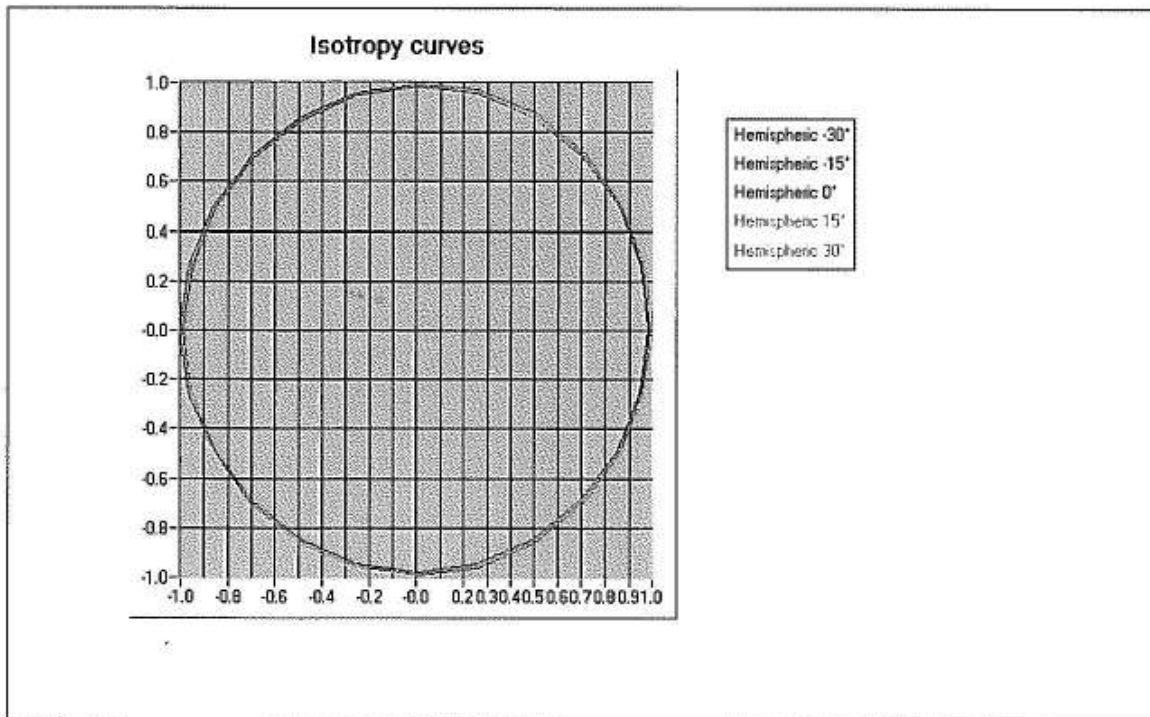 Isotropy curves
1.0
0.8
0.6
0.4
0.2
-0.0
-0.2
-0.4
-0.6
-0.8
-1.0
-1.0 -0.8 -0.6 -0.4 -0.2 -0.0 0.2 0.3 0.4 0.5 0.6 0.7 0.8 0.9 1.0
Hemispheric -30°
Hemispheric -15°
Hemispheric 0°
Hemispheric 15°
Hemispheric 30°